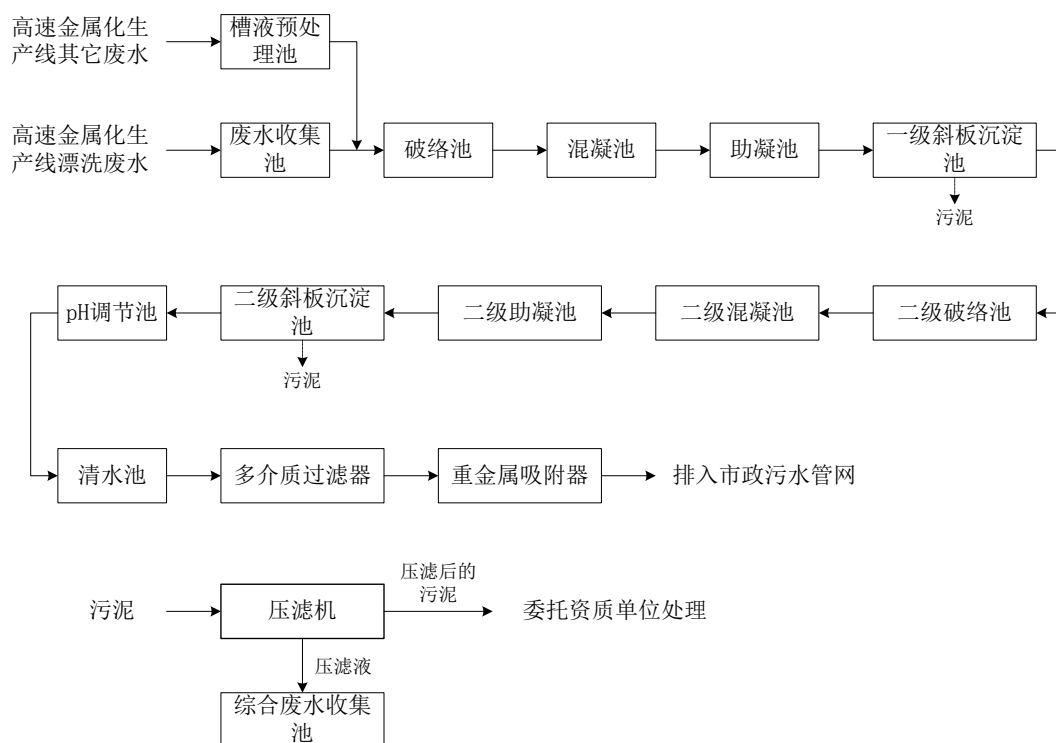 高速金属化生
产线其它废水
槽液预处
理池
高速金属化生
产线漂洗废水
废水收集
池
破络池
混凝池
助凝池
一级斜板沉淀
池
污泥
pH调节池
二级斜板沉淀
池
二级助凝池
二级混凝池
二级破络池
污泥
清水池
多介质过滤器
重金属吸附器
排入市政污水管网
污泥
压滤机
压滤后的
污泥
委托资质单位处理
压滤液
综合废水收集
池